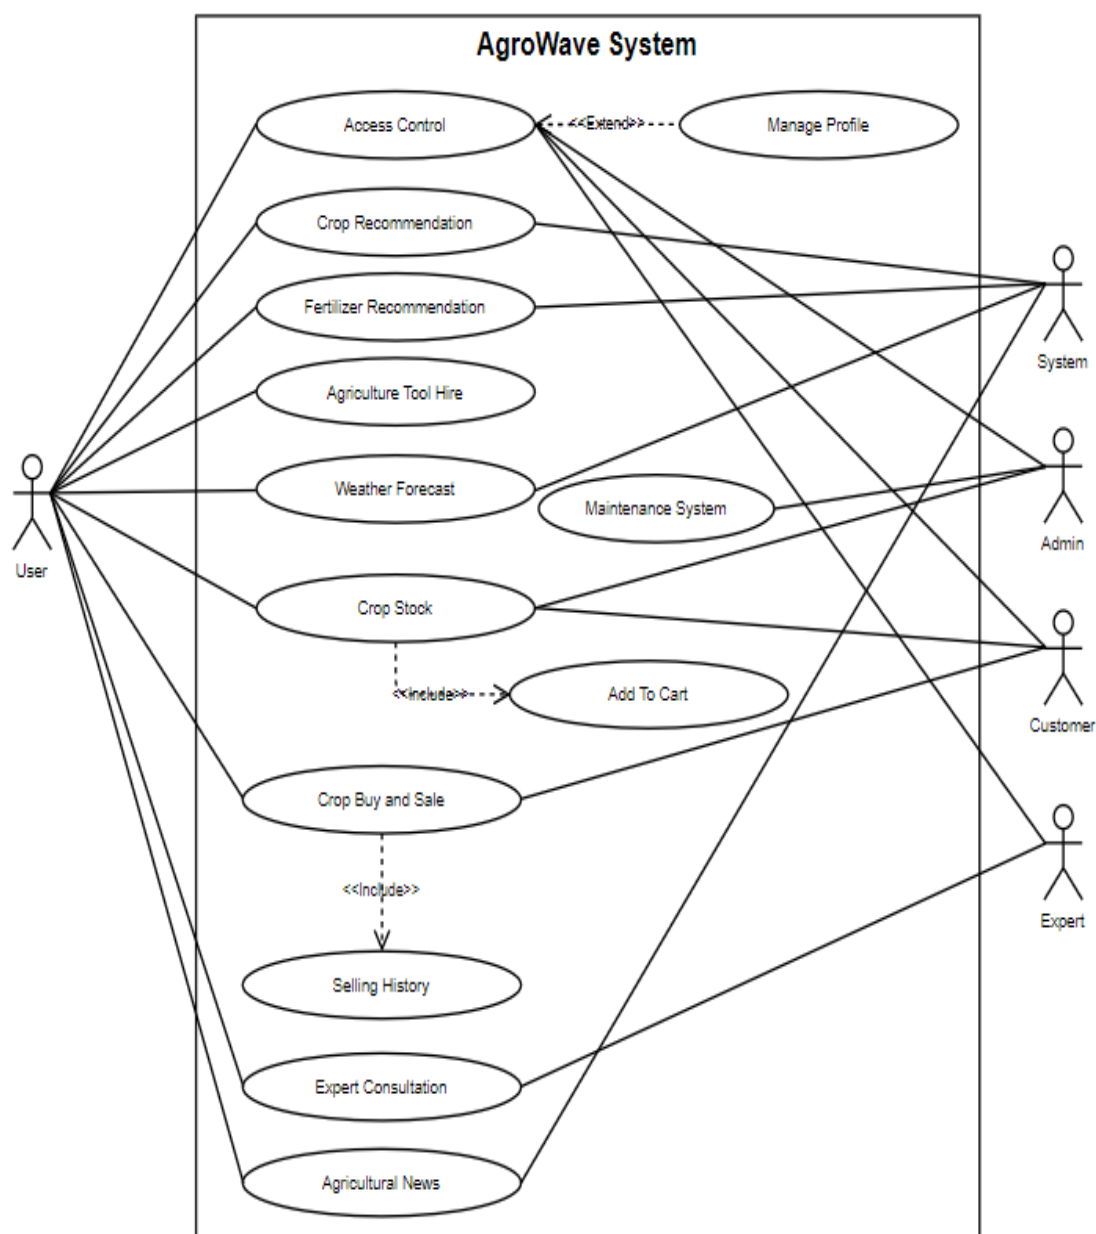 AgroWave System
Access Control
<<Extend>>
Manage Profile
Crop Recommendation
Fertilizer Recommendation
System
Agriculture Tool Hire
Weather Forecast
Maintenance System
Admin
User
Crop Stock
<<Include>>
Add To Cart
Customer
Crop Buy and Sale
<<Include>>
Expert
Selling History
Expert Consultation
Agricultural News